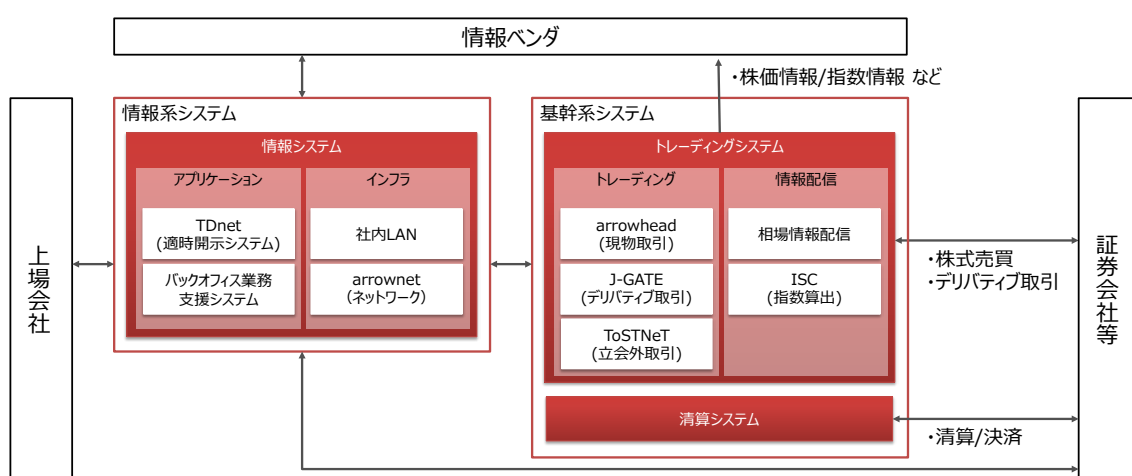 情報ベンダ
・株価情報/指数情報 など
上場会社
情報系システム
情報システム
アプリケーション
TDnet
(適時開示システム)
バックオフィス業務
支援システム
インフラ
社内LAN
arrownet
(ネットワーク)
基幹系システム
トレーディングシステム
トレーディング
arrowhead
(現物取引)
J-GATE
(デリバティブ取引)
ToSTNeT
(立会外取引)
情報配信
相場情報配信
ISC
(指数算出)
清算システム
・株式売買
・デリバティブ取引
・清算/決済
証券会社等